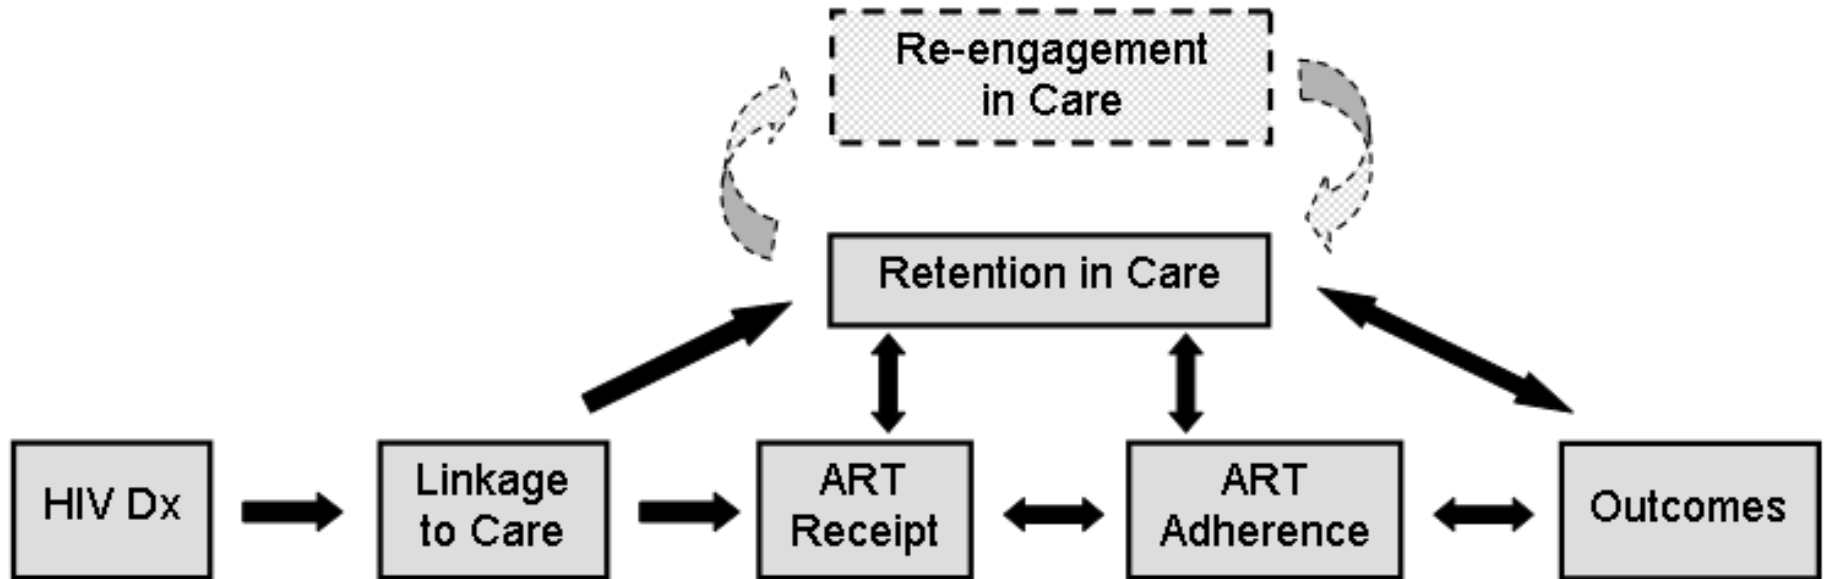 Re-engagement
in Care
Retention in Care
HIV Dx
Linkage
to Care
ART
Receipt
ART
Adherence
Outcomes